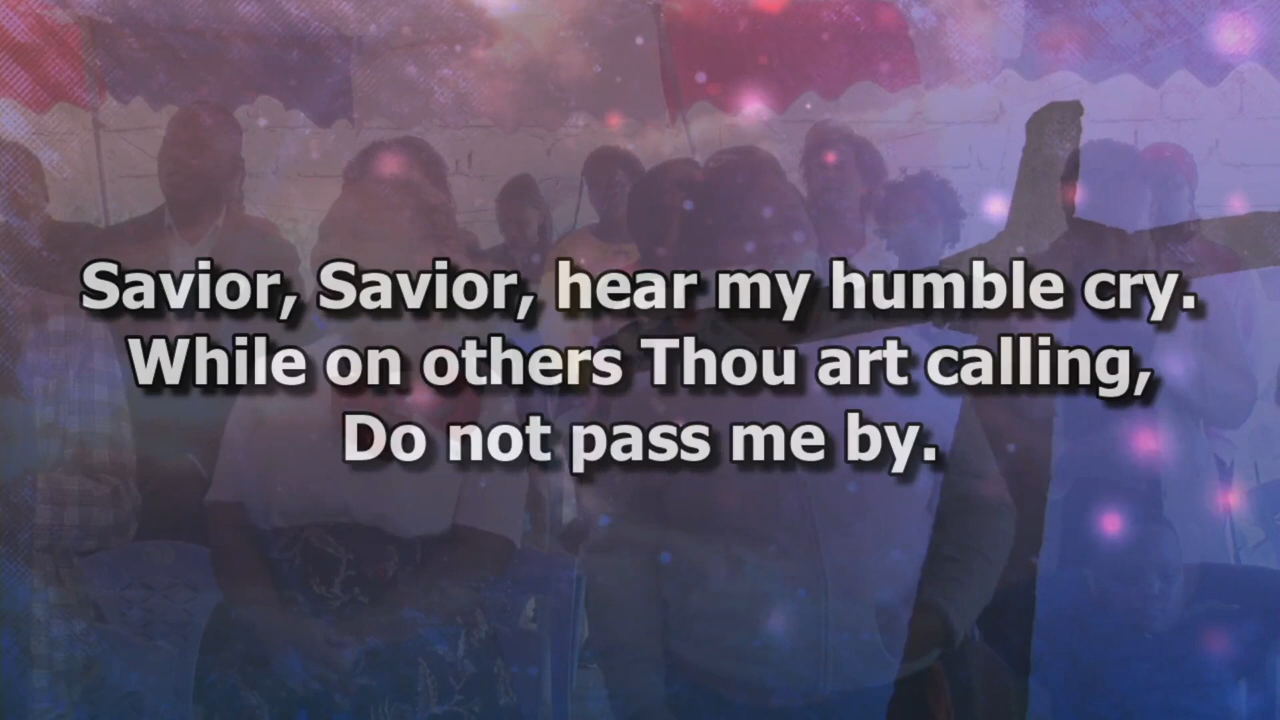 Savior, Savior, hear my humble cry.
While on others Thou art calling,
Do not pass me by.